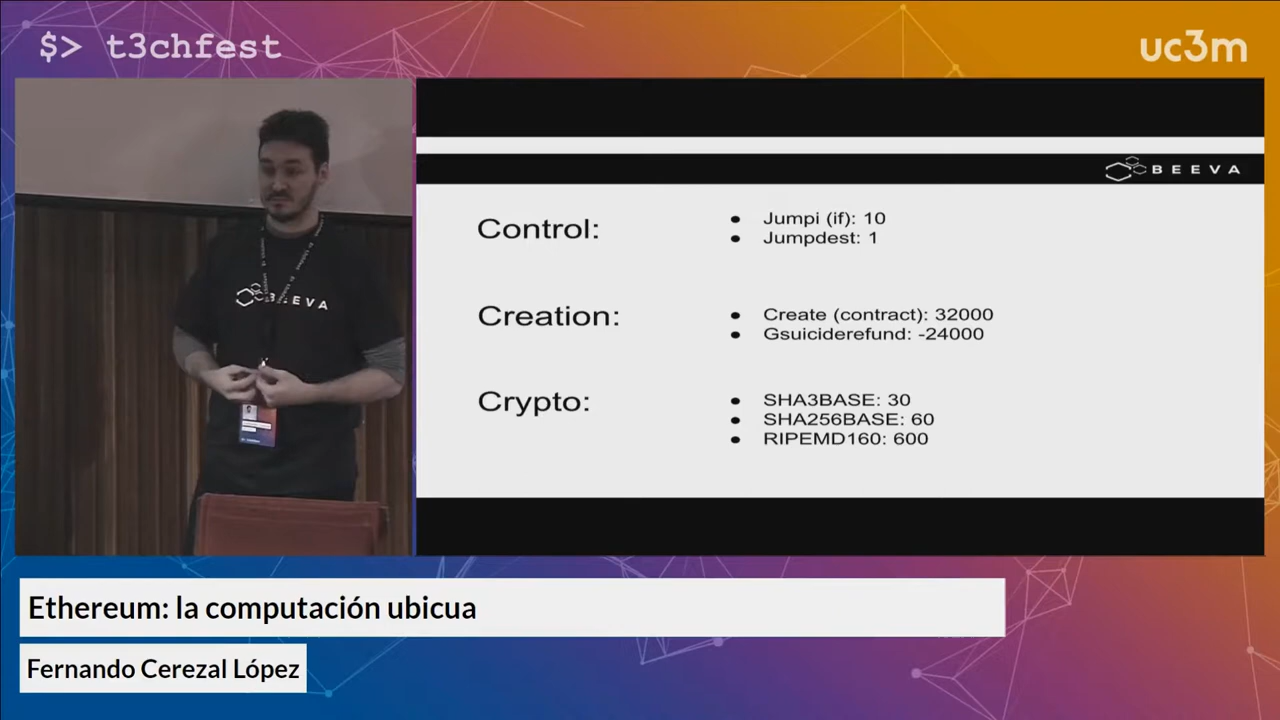 $> t3chfest
uc3m
BEEVA
Control:
● Jumpi (if): 10
● Jumpdest: 1
Creation:
● Create (contract): 32000
● Gsuiciderefund: -24000
Crypto:
● SHA3BASE: 30
● SHA256BASE: 60
● RIPEMD160: 600
BEEVA
Ethereum: la computación ubicua
Fernando Cerezal López